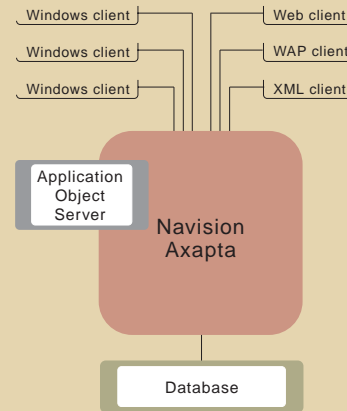 Windows client
Web client
Windows client
WAP client
Windows client
XML client
Application
Object
Server
Navision
Axapta
Database